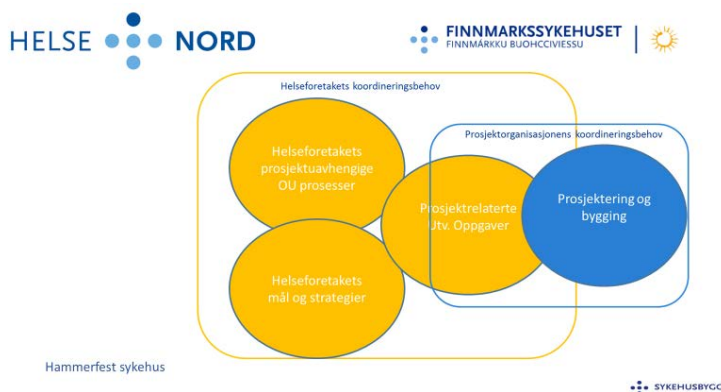 HELSE NORD
FINNMARKSSYKEHUSET
FINNMÁRKKU BUOHCCIVIESSU
Helseforetakets koordineringsbehov
Prosjektorganisasjonens koordineringsbehov
Helseforetakets
prosjektuavhengige
OU prosesser
Prosjektrelaterte
Utv. Oppgaver
Prosjektering og
bygging
Helseforetakets
mål og strategier
Hammerfest sykehus
SYKEHUSBYGG